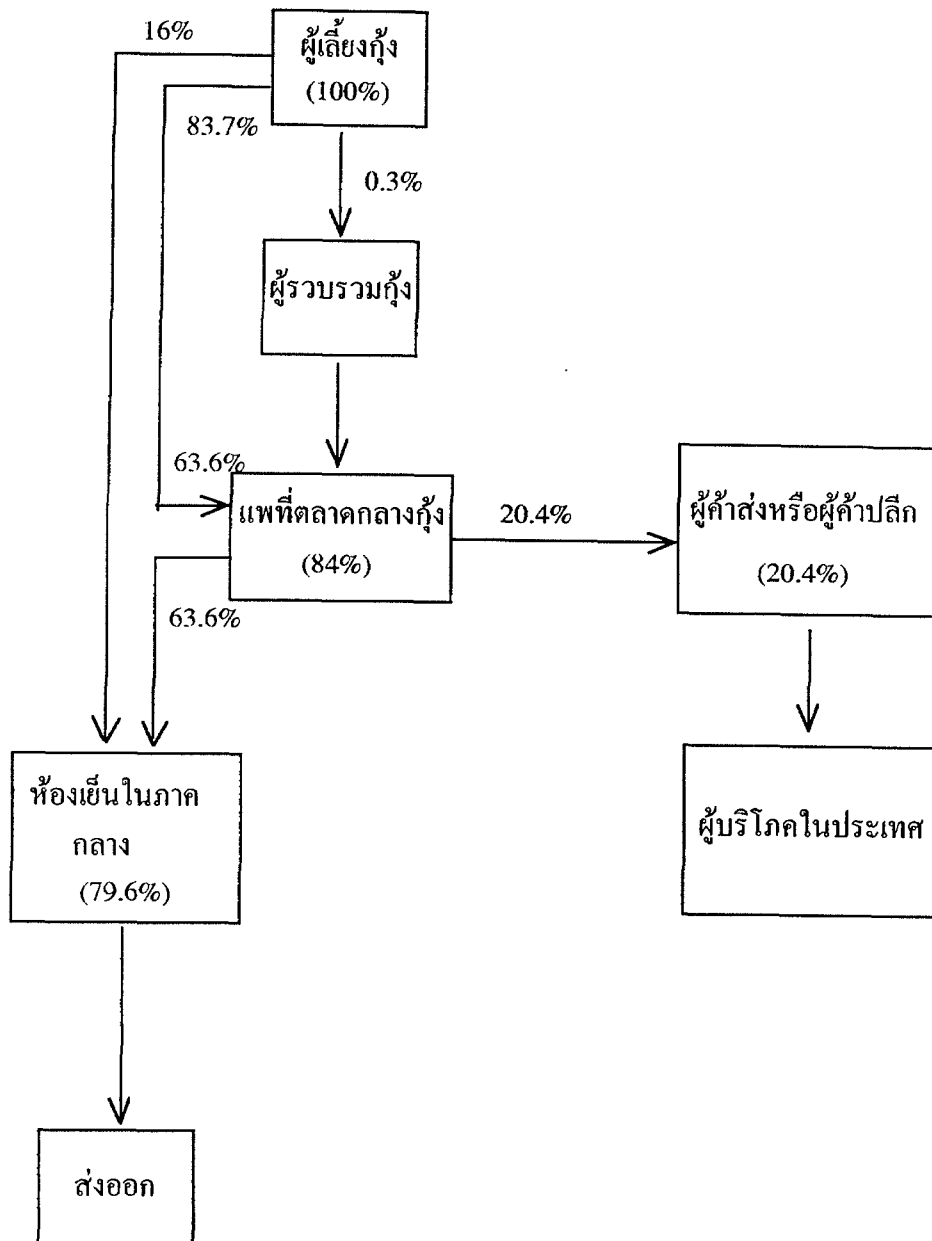 16%
ผู้เลี้ยงกุ้ง
(100%)
83.7%
0.3%
ผู้รวบรวมกุ้ง
63.6%
แพที่ตลาดกลางกุ้ง
(84%)
20.4%
ผู้ค้าส่งหรือผู้ค้าปลีก
(20.4%)
63.6%
ห้องเย็นในภาค
กลาง
(79.6%)
ผู้บริโภคในประเทศ
ส่งออก